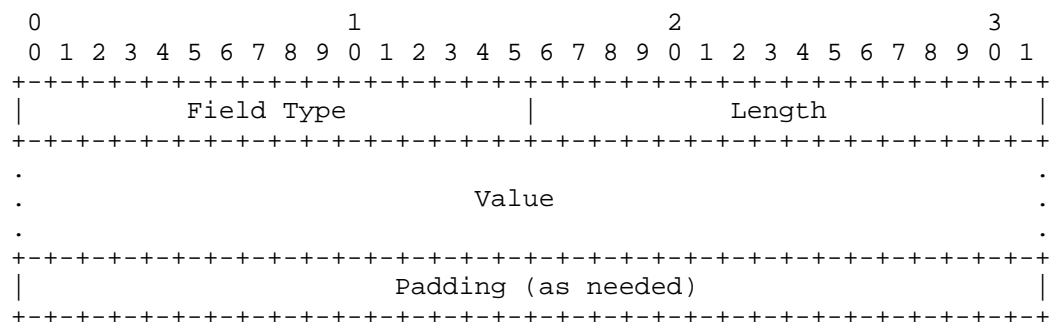 0                   1                   2                   3
 0 1 2 3 4 5 6 7 8 9 0 1 2 3 4 5 6 7 8 9 0 1 2 3 4 5 6 7 8 9 0 1
+-+-+-+-+-+-+-+-+-+-+-+-+-+-+-+-+-+-+-+-+-+-+-+-+-+-+-+-+-+-+-+-+
|          Field Type           |            Length             |
+-+-+-+-+-+-+-+-+-+-+-+-+-+-+-+-+-+-+-+-+-+-+-+-+-+-+-+-+-+-+-+-+
.                                                               .
.                            Value                              .
.                                                               .
+-+-+-+-+-+-+-+-+-+-+-+-+-+-+-+-+-+-+-+-+-+-+-+-+-+-+-+-+-+-+-+-+
|                       Padding (as needed)                     |
+-+-+-+-+-+-+-+-+-+-+-+-+-+-+-+-+-+-+-+-+-+-+-+-+-+-+-+-+-+-+-+-+